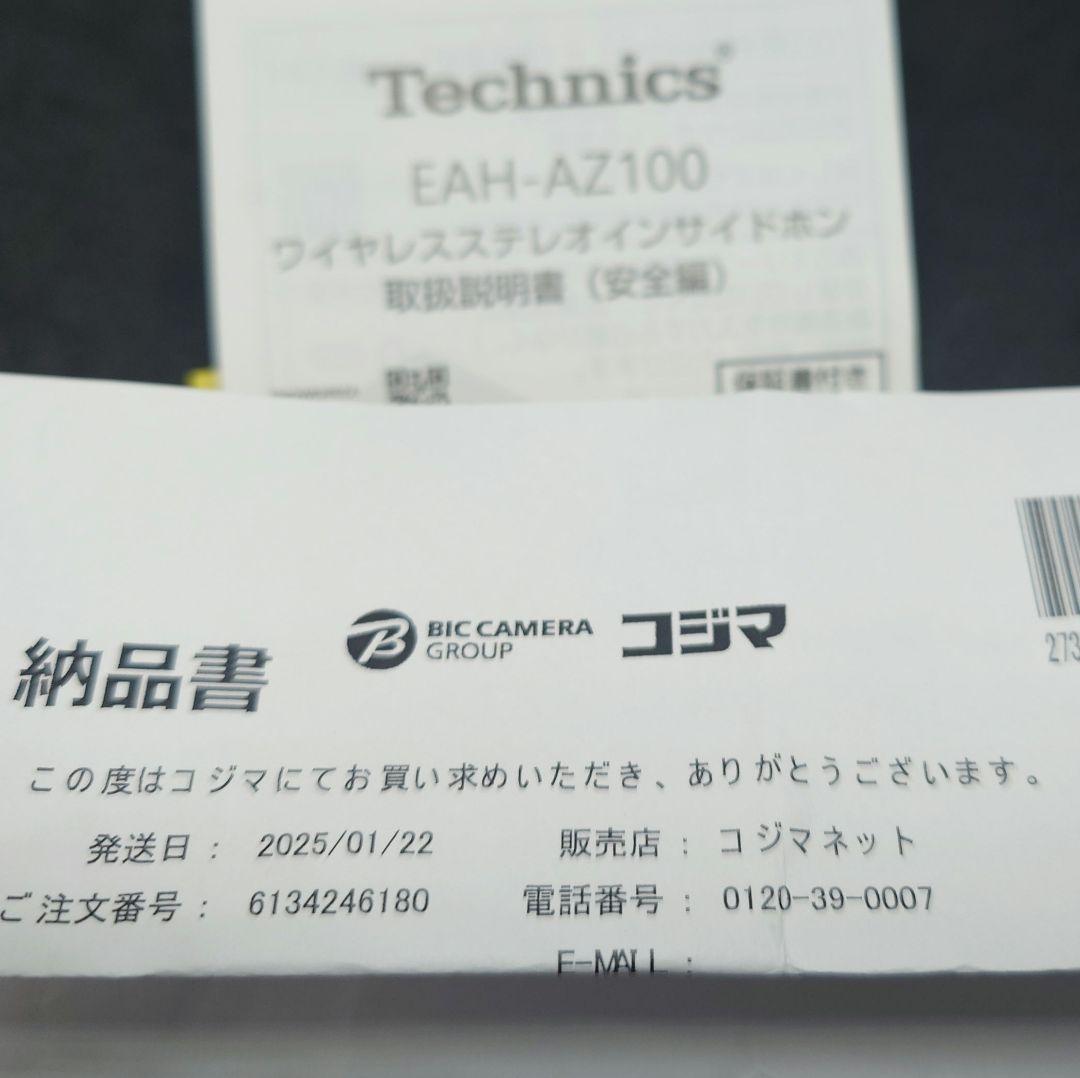 Technics
EAH-AZ100
ワイヤレスステレオインサイドホン
取扱説明書（安全編）
保証書付き
BIC CAMERA
GROUP
コジマ
納品書
273
この度はコジマにてお買い求めいただき、ありがとうございます。
発送日： 2025/01/22
販売店： コジマネット
ご注文番号： 6134246180
電話番号： 0120-39-0007
E-MAIL：